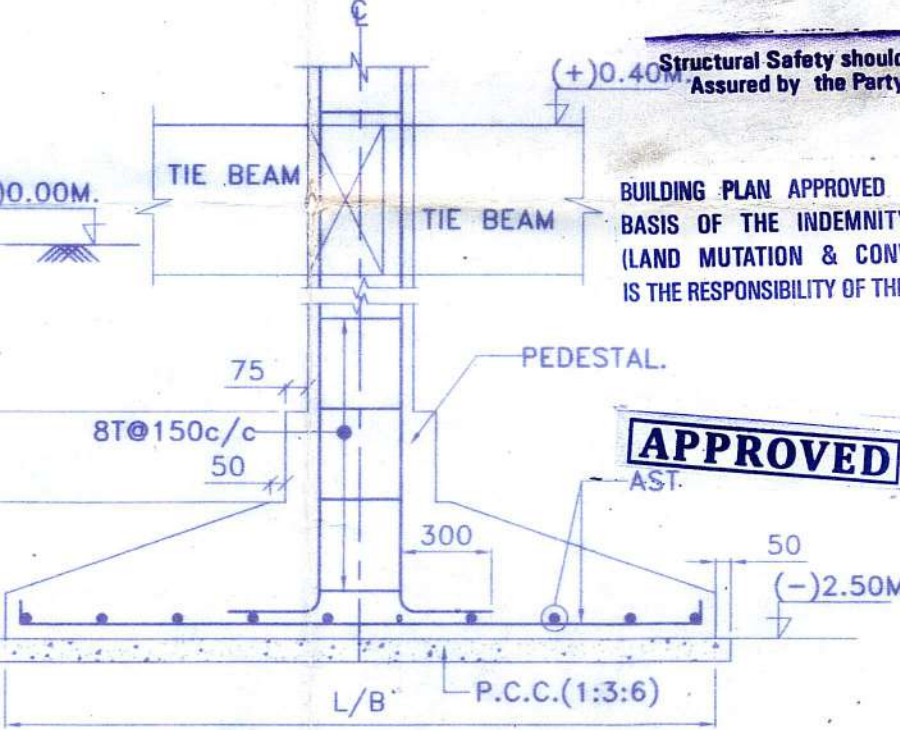 ℄
Structural Safety should
(+)0.40M.
Assured by the Party
TIE BEAM
)0.00M.
TIE BEAM
BUILDING PLAN APPROVED
BASIS OF THE INDEMNITY
(LAND MUTATION & CON
IS THE RESPONSIBILITY OF TH
75
PEDESTAL.
8T@150c/c
APPROVED
50
AST.
300
50
(-)2.50M
L/B
P.C.C.(1:3:6)